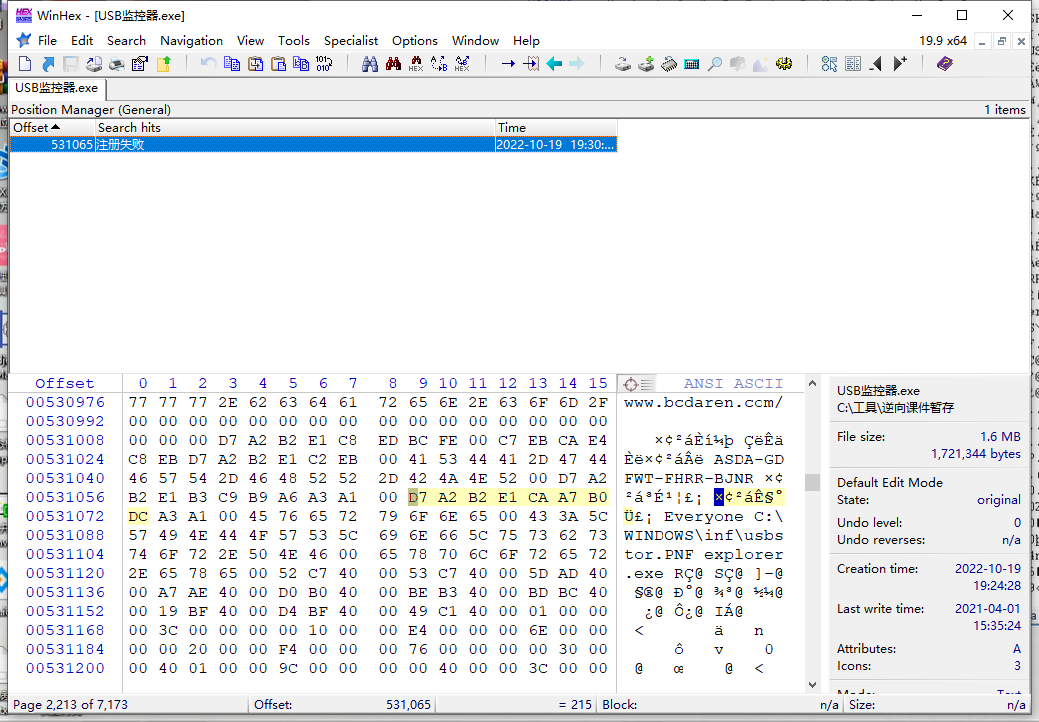 WinHex - [USB监控器.exe]
File Edit Search Navigation View Tools Specialist Options Window Help 19.9 x64
USB监控器.exe
Position Manager (General) 1 items
Offset Search hits Time
531065 注册失败 2022-10-19 19:30:...
Offset 0 1 2 3 4 5 6 7 8 9 10 11 12 13 14 15 ANSI ASCII
00530976 77 77 77 2E 62 63 64 61 72 65 6E 2E 63 6F 6D 2F www.bcdaren.com/
00530992 00 00 00 00 00 00 00 00 00 00 00 00 00 00 00 00
00531008 00 00 00 D7 A2 B2 E1 C8 ED BC FE 00 C7 EB CA E4 ×¢²áÈí¼þ ÇëÊä
00531024 C8 EB D7 A2 B2 E1 C2 EB 00 41 53 44 41 2D 47 44 Èë×¢²áÂë ASDA-GD
00531040 46 57 54 2D 46 48 52 52 2D 42 4A 4E 52 00 D7 A2 FWT-FHRR-BJNR ×¢
00531056 B2 E1 B3 C9 B9 A6 A3 A1 00 D7 A2 B2 E1 CA A7 B0 ²á³É¹¦£¡ ×¢²áÊ§°
00531072 DC A3 A1 00 45 76 65 72 79 6F 6E 65 00 43 3A 5C Ü£¡ Everyone C:\
00531088 57 49 4E 44 4F 57 53 5C 69 6E 66 5C 75 73 62 73 WINDOWS\inf\usbs
00531104 74 6F 72 2E 50 4E 46 00 65 78 70 6C 6F 72 65 72 tor.PNF explorer
00531120 2E 65 78 65 00 52 C7 40 00 53 C7 40 00 5D AD 40 .exe RÇ@ SÇ@ ]-@
00531136 00 A7 AE 40 00 D0 B0 40 00 BE B3 40 00 BD BC 40 §®@ Ð°@ ¾³@ ½¼@
00531152 00 19 BF 40 00 D4 BF 40 00 49 C1 40 00 01 00 00 ¿@ Ô¿@ IÁ@
00531168 00 3C 00 00 00 00 10 00 00 E4 00 00 00 6E 00 00 < ä n
00531184 00 00 20 00 00 F4 00 00 00 76 00 00 00 00 30 00 ô v 0
00531200 00 40 01 00 00 9C 00 00 00 00 40 00 00 3C 00 00 @ œ @ <
USB监控器.exe
C:\工具\逆向课件暂存
File size: 1.6 MB
1,721,344 bytes
Default Edit Mode
State: original
Undo level: 0
Undo reverses: n/a
Creation time: 2022-10-19
19:24:28
Last write time: 2021-04-01
15:35:24
Attributes: A
Icons: 3
Mode: Text
Page 2,213 of 7,173 Offset: 531,065 = 215 Block: n/a Size: n/a